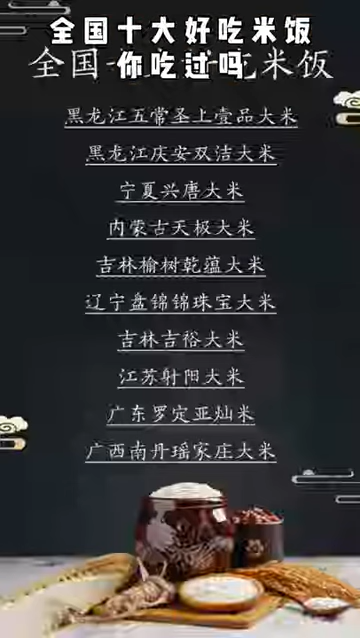 全国十大好吃米饭
你吃过吗
黑龙江五常圣上壹品大米
黑龙江庆安双洁大米
宁夏兴唐大米
内蒙古天极大米
吉林榆树乾蕴大米
辽宁盘锦锦珠宝大米
吉林吉裕大米
江苏射阳大米
广东罗定亚灿米
广西南丹瑶家庄大米